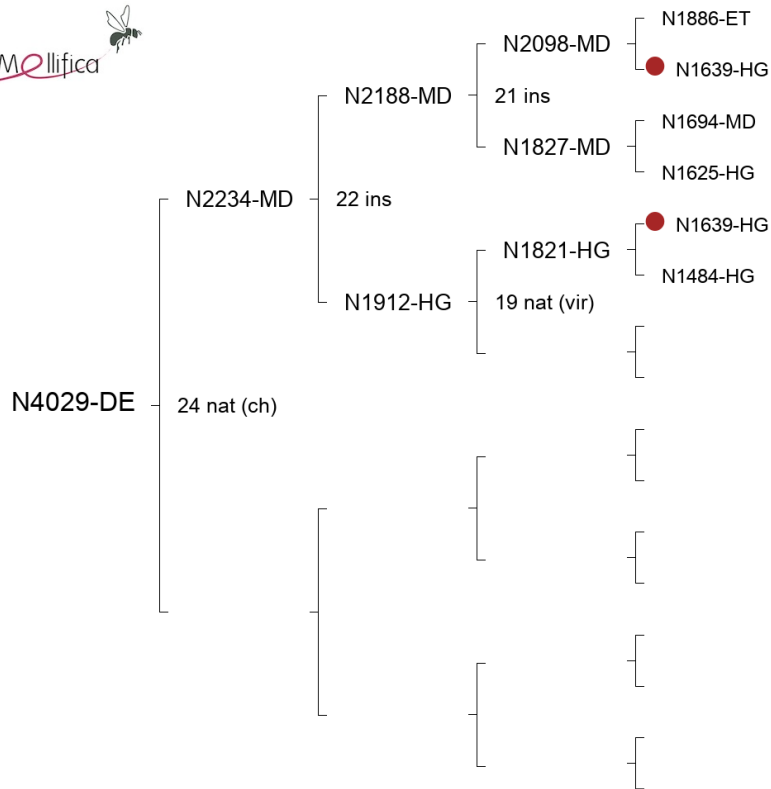 Mellifica
N1886-ET
N2098-MD
N1639-HG
N2188-MD
21 ins
N1694-MD
N1827-MD
N1625-HG
N2234-MD
22 ins
N1639-HG
N1821-HG
N1484-HG
N1912-HG
19 nat (vir)
N4029-DE
24 nat (ch)